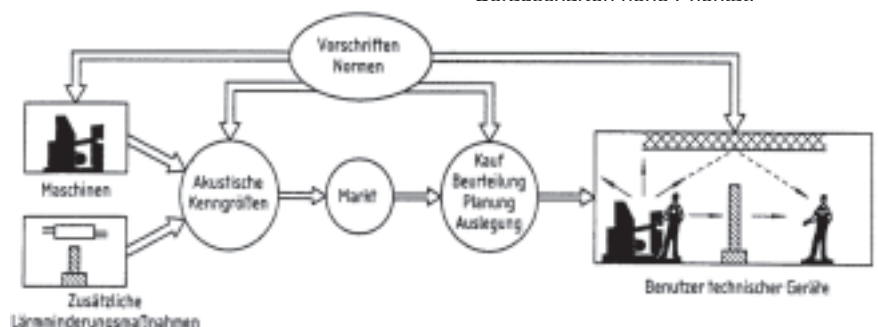 Vorschriften
Normen
Maschinen
Akustische
Kenngrößen
Markt
Kauf
Beurteilung
Planung
Auslegung
Zusätzliche
Lärmminderungsmaßnahmen
Benutzer technischer Geräte